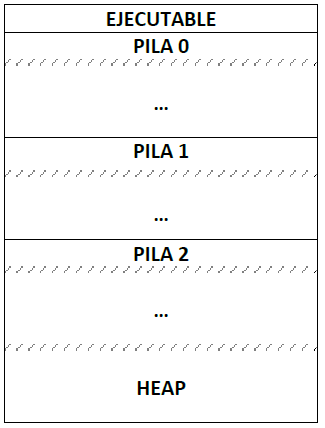 EJECUTABLE
PILA 0
...
PILA 1
...
PILA 2
...
HEAP